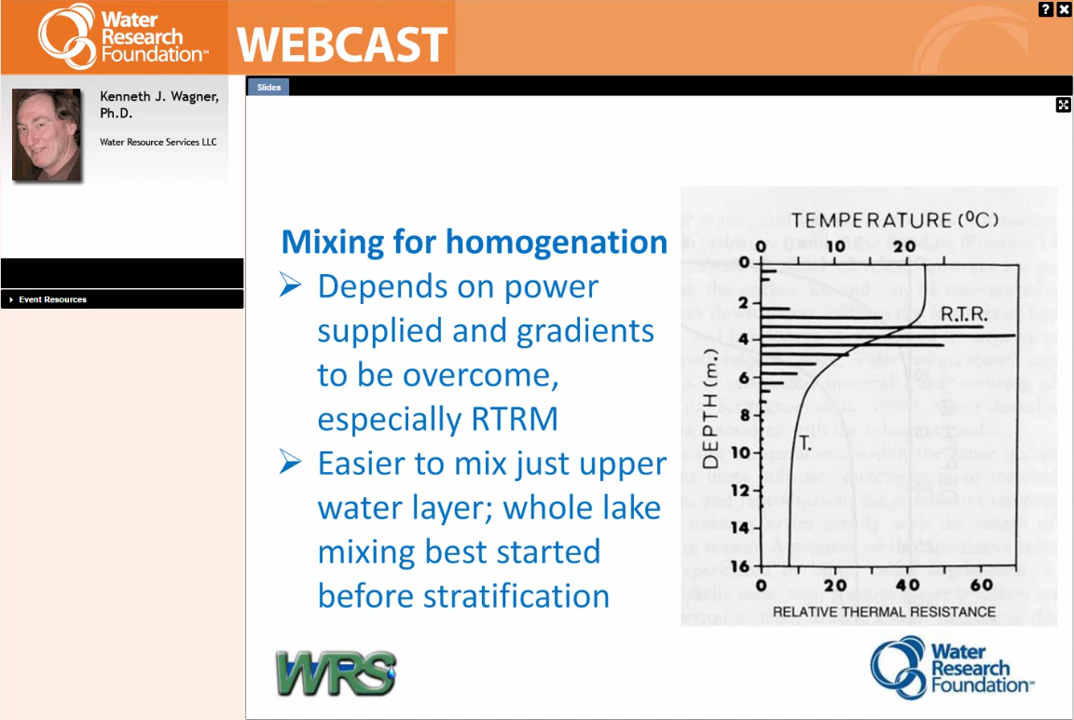 Water
Research
Foundation™
WEBCAST
Kenneth J. Wagner,
Ph.D.
Water Resource Services LLC
Event Resources
Slides
Mixing for homogenation
Depends on power
supplied and gradients
to be overcome,
especially RTRM
Easier to mix just upper
water layer; whole lake
mixing best started
before stratification
TEMPERATURE (⁰C)
0 10 20
DEPTH (m.)
0
2
4
6
8
10
12
14
16
R.T.R.
T.
0 20 40 60
RELATIVE THERMAL RESISTANCE
WRS
Water
Research
Foundation™